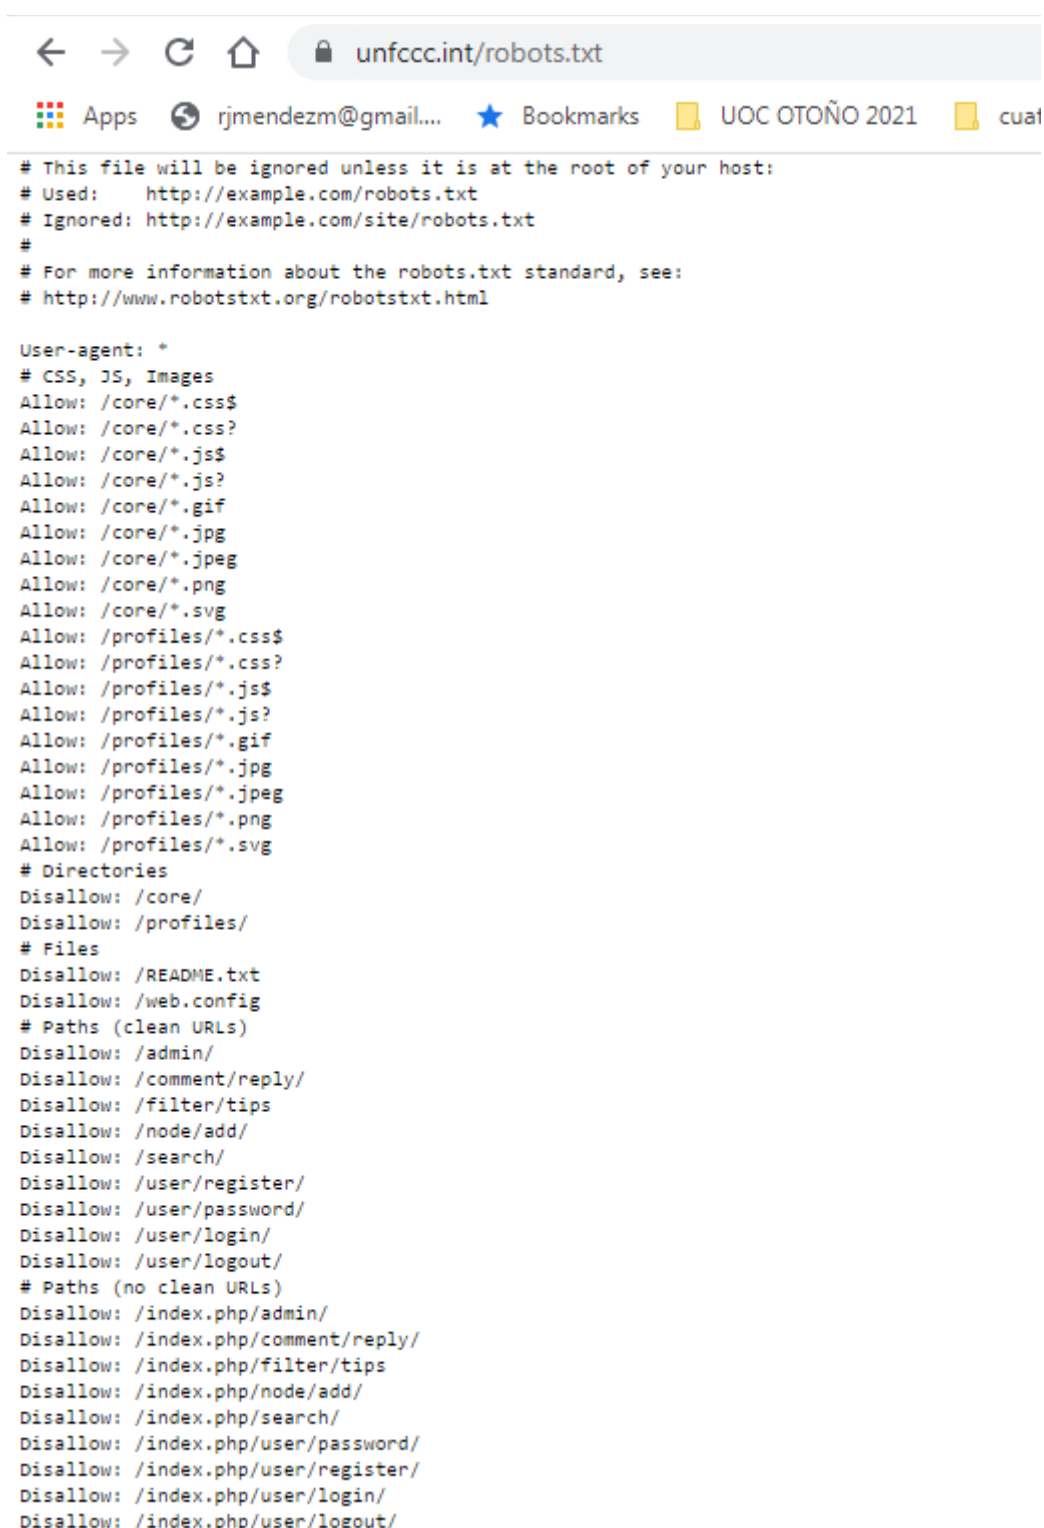 unfccc.int/robots.txt
Apps rjmendezm@gmail.... Bookmarks UOC OTOÑO 2021 cuat
# This file will be ignored unless it is at the root of your host:
# Used:    http://example.com/robots.txt
# Ignored: http://example.com/site/robots.txt
#
# For more information about the robots.txt standard, see:
# http://www.robotstxt.org/robotstxt.html
User-agent: *
# CSS, JS, Images
Allow: /core/*.css$
Allow: /core/*.css?
Allow: /core/*.js$
Allow: /core/*.js?
Allow: /core/*.gif
Allow: /core/*.jpg
Allow: /core/*.jpeg
Allow: /core/*.png
Allow: /core/*.svg
Allow: /profiles/*.css$
Allow: /profiles/*.css?
Allow: /profiles/*.js$
Allow: /profiles/*.js?
Allow: /profiles/*.gif
Allow: /profiles/*.jpg
Allow: /profiles/*.jpeg
Allow: /profiles/*.png
Allow: /profiles/*.svg
# Directories
Disallow: /core/
Disallow: /profiles/
# Files
Disallow: /README.txt
Disallow: /web.config
# Paths (clean URLs)
Disallow: /admin/
Disallow: /comment/reply/
Disallow: /filter/tips
Disallow: /node/add/
Disallow: /search/
Disallow: /user/register/
Disallow: /user/password/
Disallow: /user/login/
Disallow: /user/logout/
# Paths (no clean URLs)
Disallow: /index.php/admin/
Disallow: /index.php/comment/reply/
Disallow: /index.php/filter/tips
Disallow: /index.php/node/add/
Disallow: /index.php/search/
Disallow: /index.php/user/password/
Disallow: /index.php/user/register/
Disallow: /index.php/user/login/
Disallow: /index.php/user/logout/